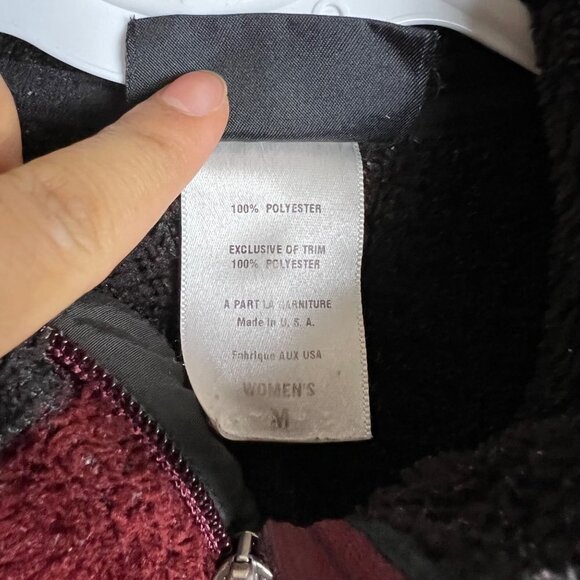 100% POLYESTER
EXCLUSIVE OF TRIM
100% POLYESTER
A PART LA GARNITURE
Made in U. S. A.
Fabrique AUX USA
WOMEN'S
M